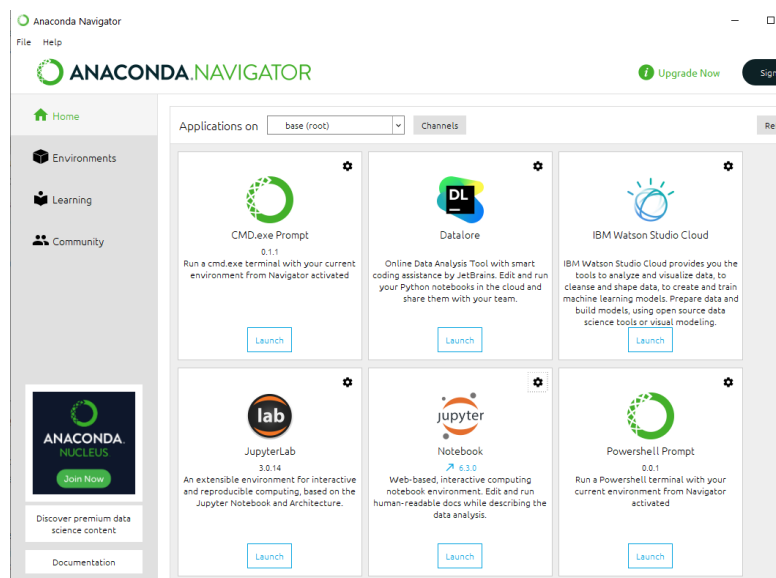 Anaconda Navigator
File Help
ANACONDA.NAVIGATOR
i Upgrade Now
Sign
Home
Environments
Learning
Community
Applications on base (root) Channels
Re
CMD.exe Prompt
0.1.1
Run a cmd.exe terminal with your current
environment from Navigator activated
Launch
DL
Datalore
Online Data Analysis Tool with smart
coding assistance by JetBrains. Edit and run
your Python notebooks in the cloud and
share them with your team.
Launch
IBM Watson Studio Cloud
IBM Watson Studio Cloud provides you the
tools to analyze and visualize data, to
cleanse and shape data, to create and train
machine learning models. Prepare data and
build models, using open source data
science tools or visual modeling.
Launch
lab
JupyterLab
3.0.14
An extensible environment for interactive
and reproducible computing, based on the
Jupyter Notebook and Architecture.
Launch
jupyter
Notebook
6.3.0
Web-based, interactive computing
notebook environment. Edit and run
human-readable docs while describing the
data analysis.
Launch
Powershell Prompt
0.0.1
Run a Powershell terminal with your
current environment from Navigator
activated
Launch
ANACONDA.
NUCLEUS
Join Now
Discover premium data
science content
Documentation